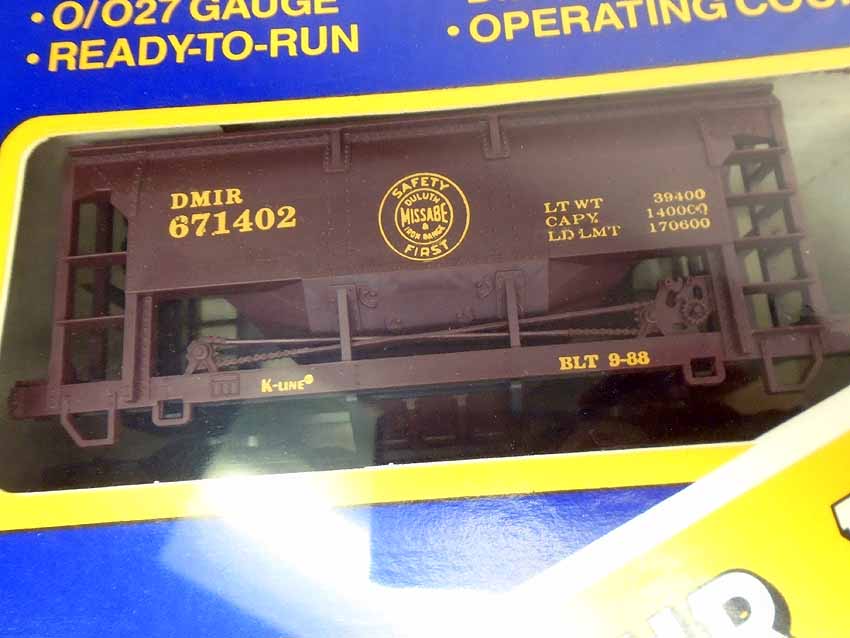 • O/O27 GAUGE
• READY-TO-RUN
• OPERATING
DMIR
671402
SAFETY
DULUTH
MISSABE
&
IRON RANGE
FIRST
LT WT 39400
CAPY. 140000
LD LMT 170600
K-LINE®
BLT 9-88